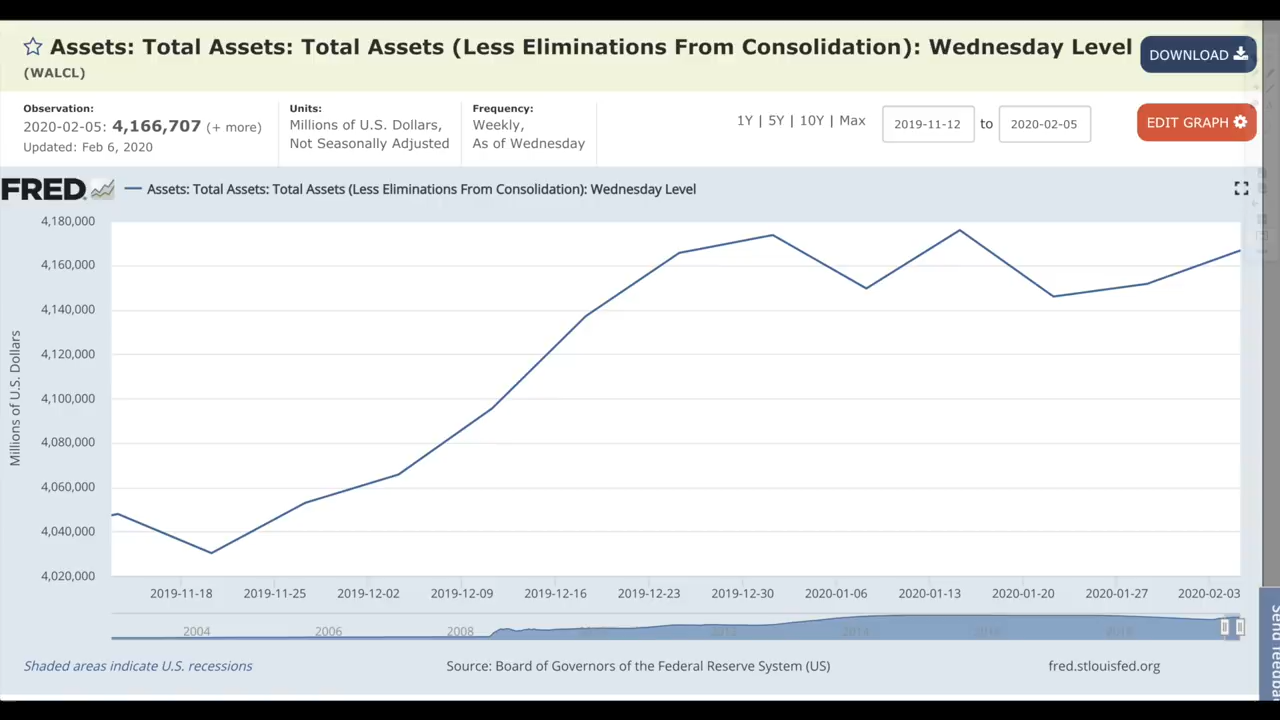 Assets: Total Assets: Total Assets (Less Eliminations From Consolidation): Wednesday Level
(WALCL)
DOWNLOAD
Observation:
2020-02-05: 4,166,707 (+ more)
Updated: Feb 6, 2020
Units:
Millions of U.S. Dollars,
Not Seasonally Adjusted
Frequency:
Weekly,
As of Wednesday
1Y | 5Y | 10Y | Max
2019-11-12 to 2020-02-05
EDIT GRAPH
FRED
Assets: Total Assets: Total Assets (Less Eliminations From Consolidation): Wednesday Level
Millions of U.S. Dollars
4,180,000
4,160,000
4,140,000
4,120,000
4,100,000
4,080,000
4,060,000
4,040,000
4,020,000
2019-11-18 2019-11-25 2019-12-02 2019-12-09 2019-12-16 2019-12-23 2019-12-30 2020-01-06 2020-01-13 2020-01-20 2020-01-27 2020-02-03
2004 2006 2008
Shaded areas indicate U.S. recessions
Source: Board of Governors of the Federal Reserve System (US)
fred.stlouisfed.org